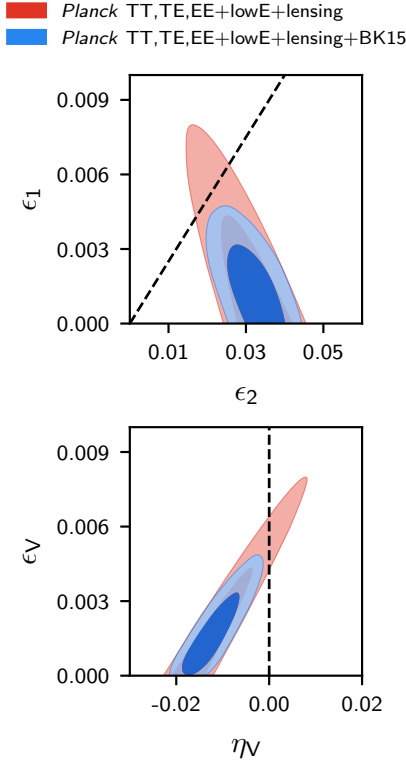 Planck TT,TE,EE+lowE+lensing
Planck TT,TE,EE+lowE+lensing+BK15
0.009
0.006
0.003
0.000
ϵ1
0.01 0.03 0.05
ϵ2
0.009
0.006
0.003
0.000
ϵV
-0.02 0.00 0.02
ηV